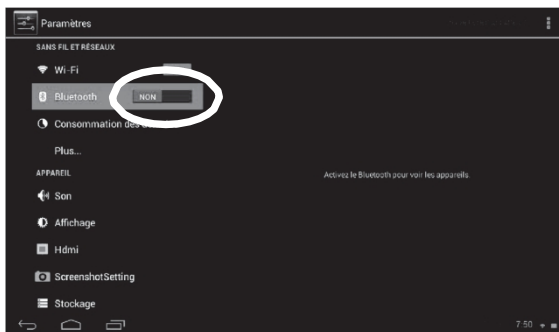 Paramètres
SANS FIL ET RÉSEAUX
Wi-Fi
Bluetooth NON
Consommation des
Plus...
APPAREIL
Activez le Bluetooth pour voir les appareils.
Son
Affichage
Hdmi
ScreenshotSetting
Stockage
7:50